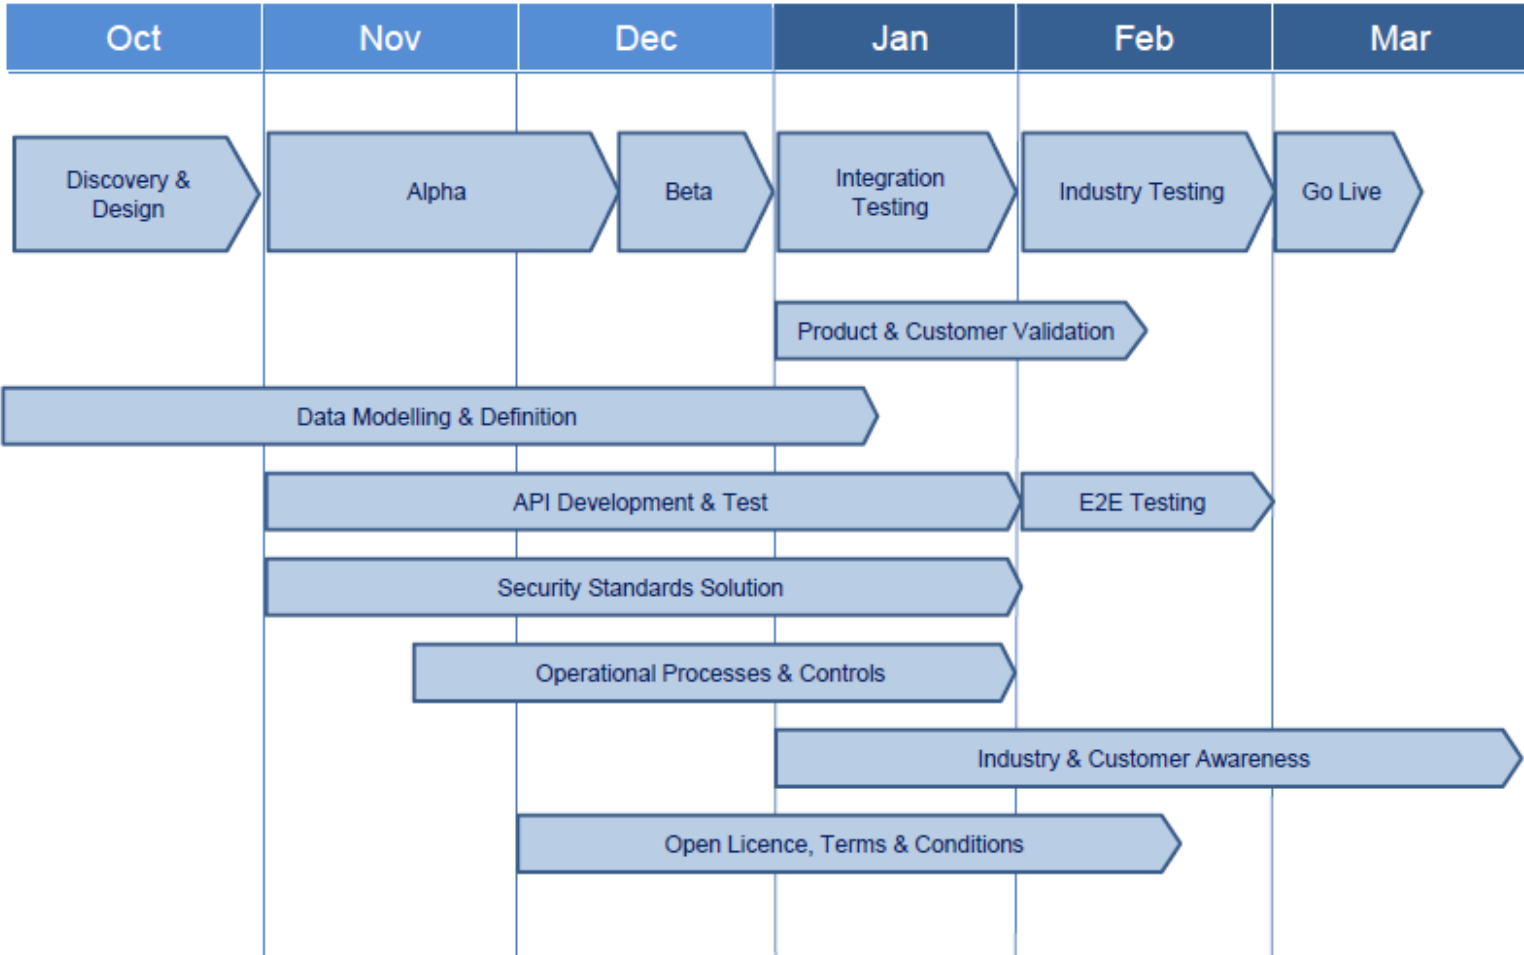 Oct
Nov
Dec
Jan
Feb
Mar
Discovery &
Design
Alpha
Beta
Integration
Testing
Industry Testing
Go Live
Product & Customer Validation
Data Modelling & Definition
API Development & Test
E2E Testing
Security Standards Solution
Operational Processes & Controls
Industry & Customer Awareness
Open Licence, Terms & Conditions